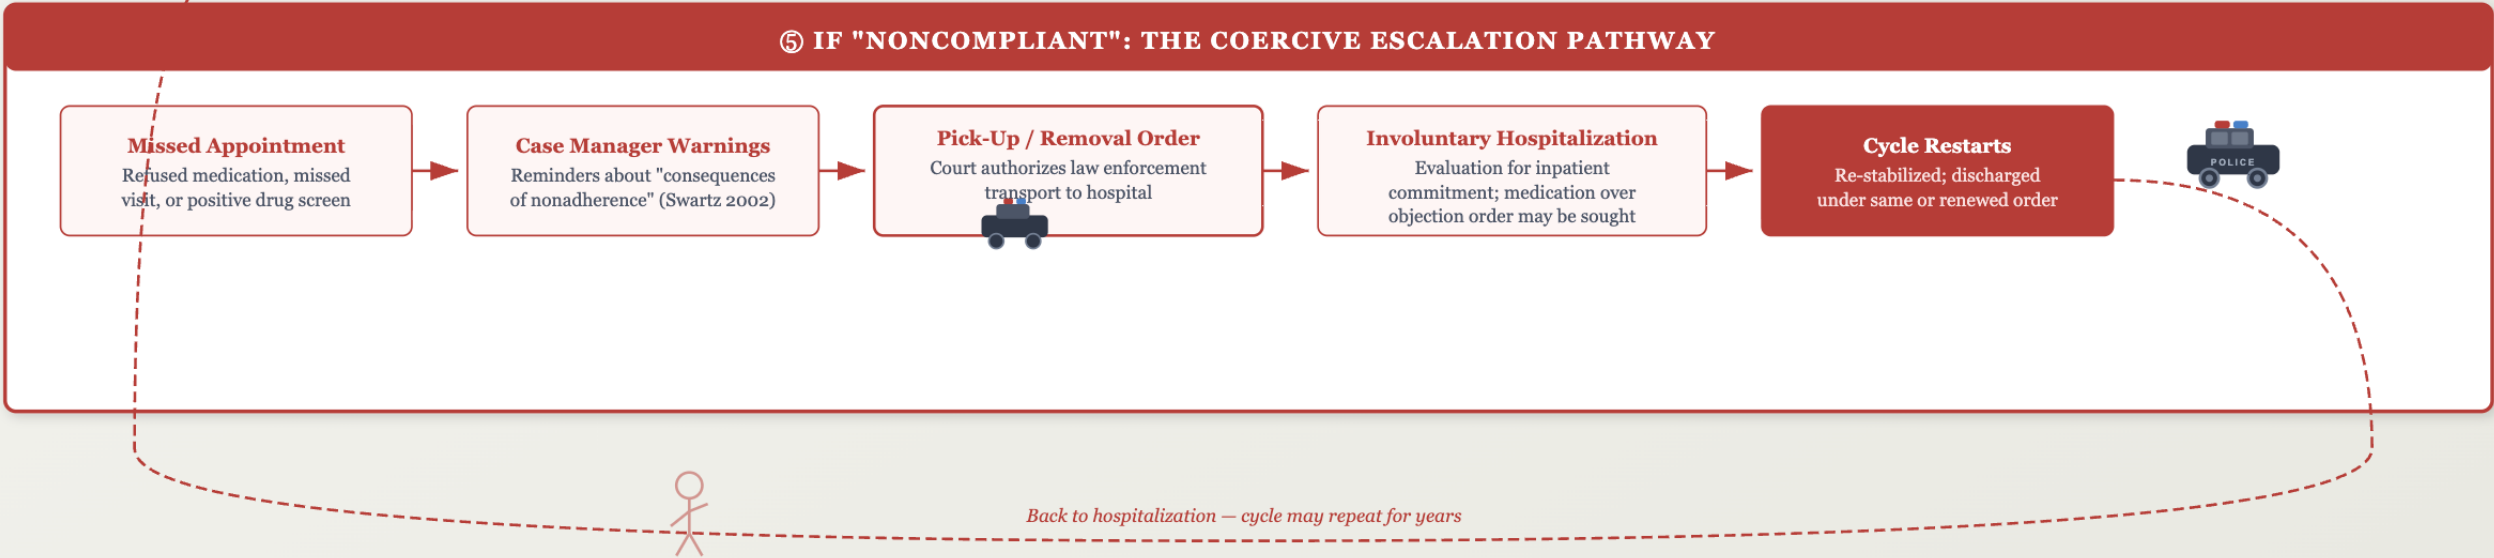 ⑤ IF "NONCOMPLIANT": THE COERCIVE ESCALATION PATHWAY
Missed Appointment
Refused medication, missed
visit, or positive drug screen
Case Manager Warnings
Reminders about "consequences
of nonadherence" (Swartz 2002)
Pick-Up / Removal Order
Court authorizes law enforcement
transport to hospital
Involuntary Hospitalization
Evaluation for inpatient
commitment; medication over
objection order may be sought
Cycle Restarts
Re-stabilized; discharged
under same or renewed order
POLICE
Back to hospitalization — cycle may repeat for years